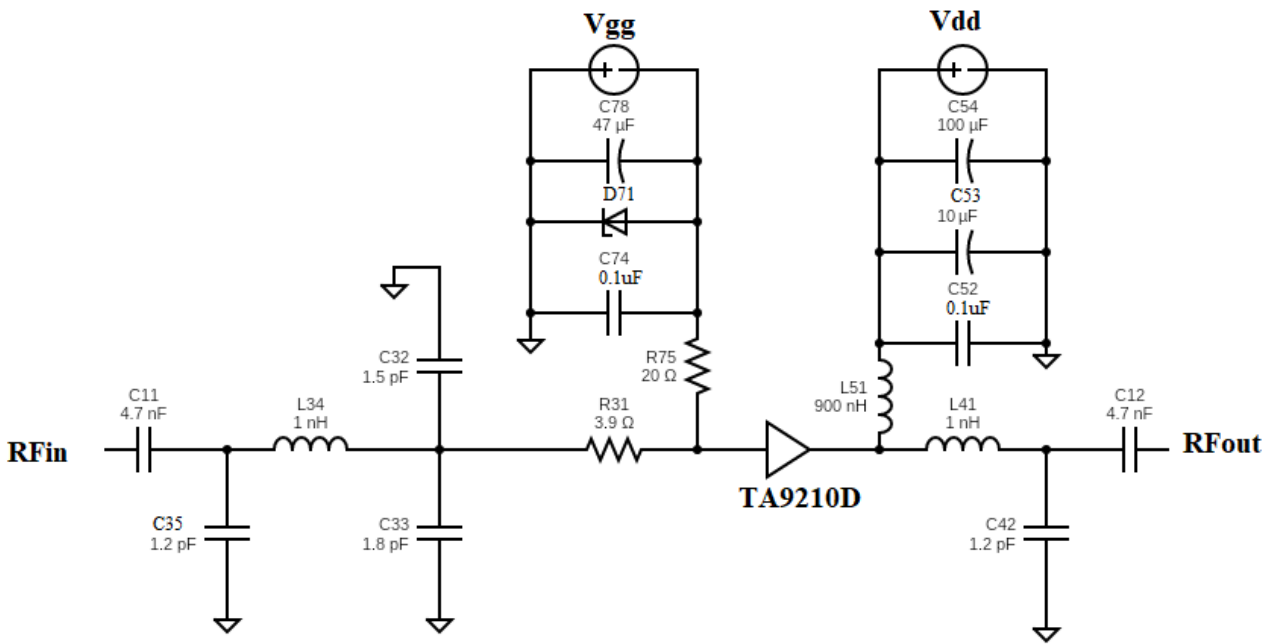 Vgg
Vdd
C78
47 µF
C54
100 µF
D71
C53
10 µF
C74
0.1uF
C52
0.1uF
C32
1.5 pF
R75
20 Ω
L51
900 nH
C11
4.7 nF
L34
1 nH
R31
3.9 Ω
L41
1 nH
C12
4.7 nF
RFin
RFout
TA9210D
C35
1.2 pF
C33
1.8 pF
C42
1.2 pF